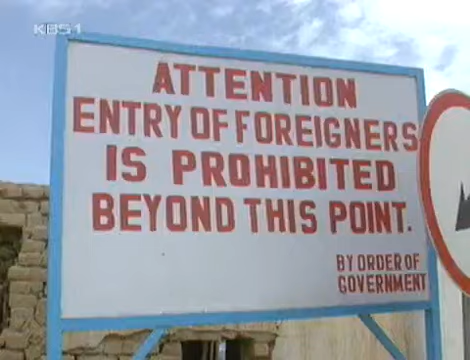 KBS1
ATTENTION
ENTRY OF FOREIGNERS
IS PROHIBITED
BEYOND THIS POINT.
BY ORDER OF
GOVERNMENT